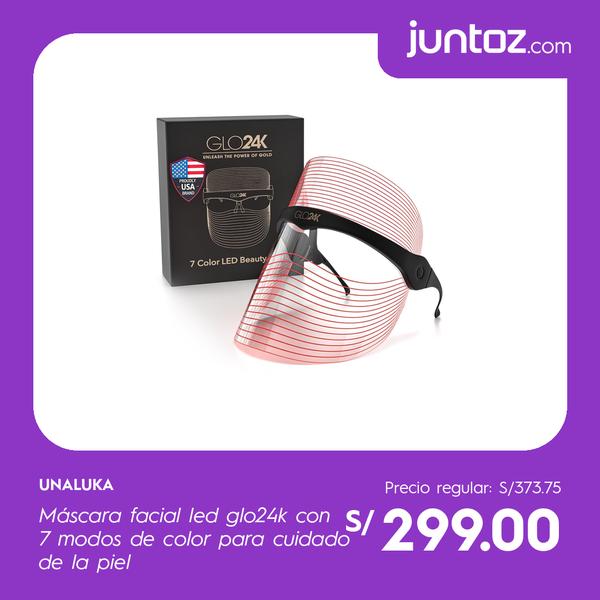 juntoz.com
GLO24K
UNLEASH THE POWER OF GOLD
PROUDLY
USA
BRAND
GLO24K
7 Color LED Beauty
GLO24K
UNALUKA
Precio regular: S/373.75
Máscara facial led glo24k con
7 modos de color para cuidado
de la piel
S/ 299.00